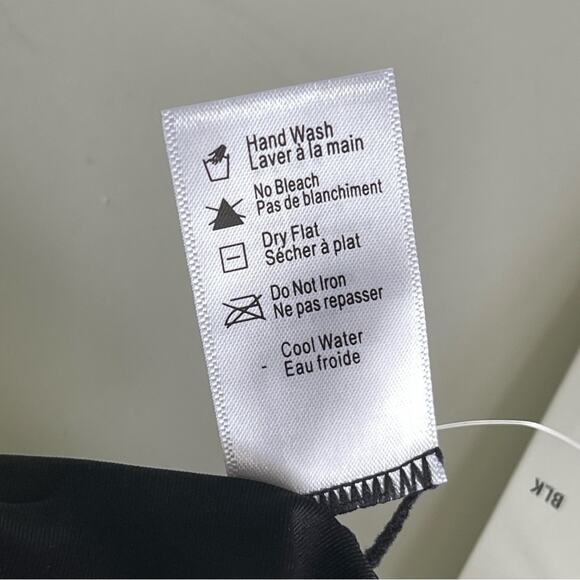 Hand Wash
Laver à la main
No Bleach
Pas de blanchiment
Dry Flat
Sécher à plat
Do Not Iron
Ne pas repasser
Cool Water
- Eau froide
BLK